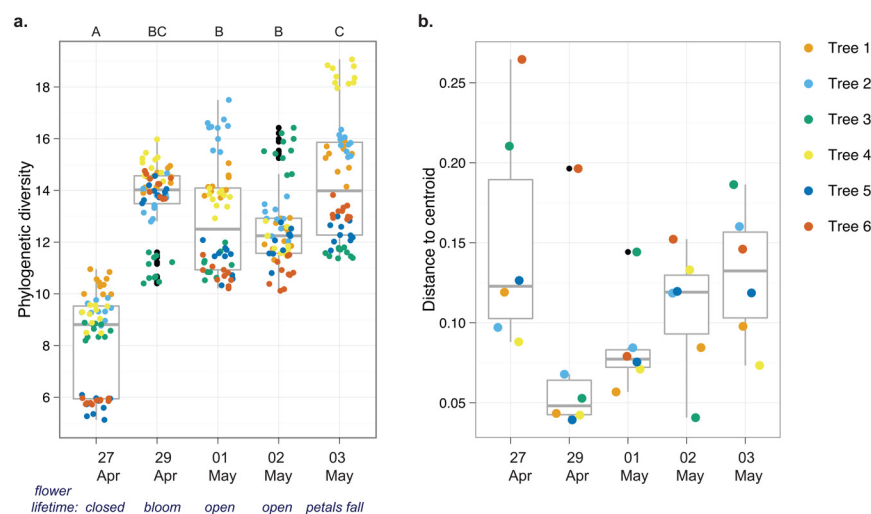 a.
A BC B B C
Phylogenetic diversity
18
16
14
12
10
8
6
27 Apr
29 Apr
01 May
02 May
03 May
flower
lifetime: closed bloom open open petals fall
b.
Distance to centroid
0.25
0.20
0.15
0.10
0.05
27 Apr
29 Apr
01 May
02 May
03 May
Tree 1
Tree 2
Tree 3
Tree 4
Tree 5
Tree 6